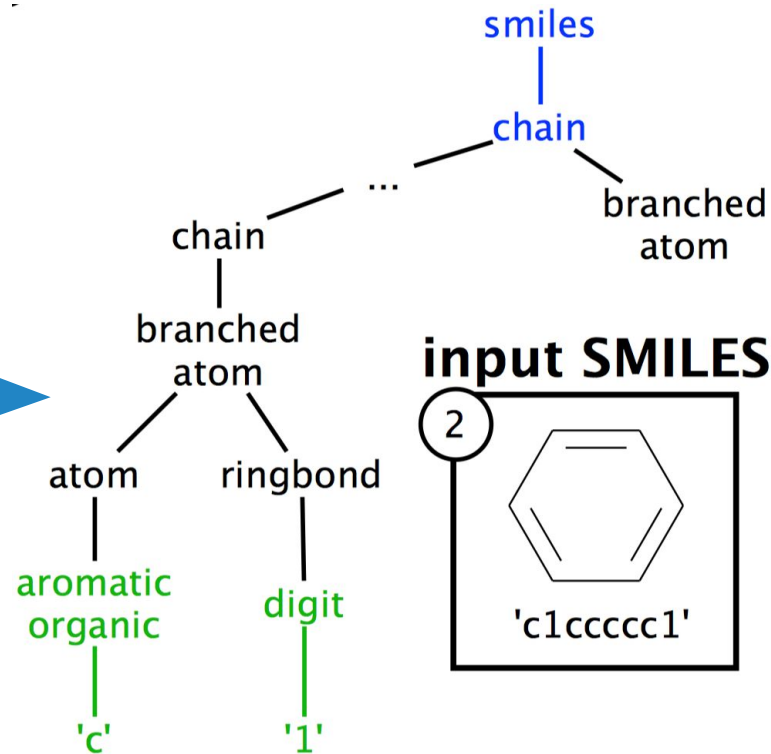 smiles
chain
...
branched
atom
chain
branched
atom
input SMILES
2
atom
ringbond
aromatic
organic
digit
'c1ccccc1'
'c'
'1'